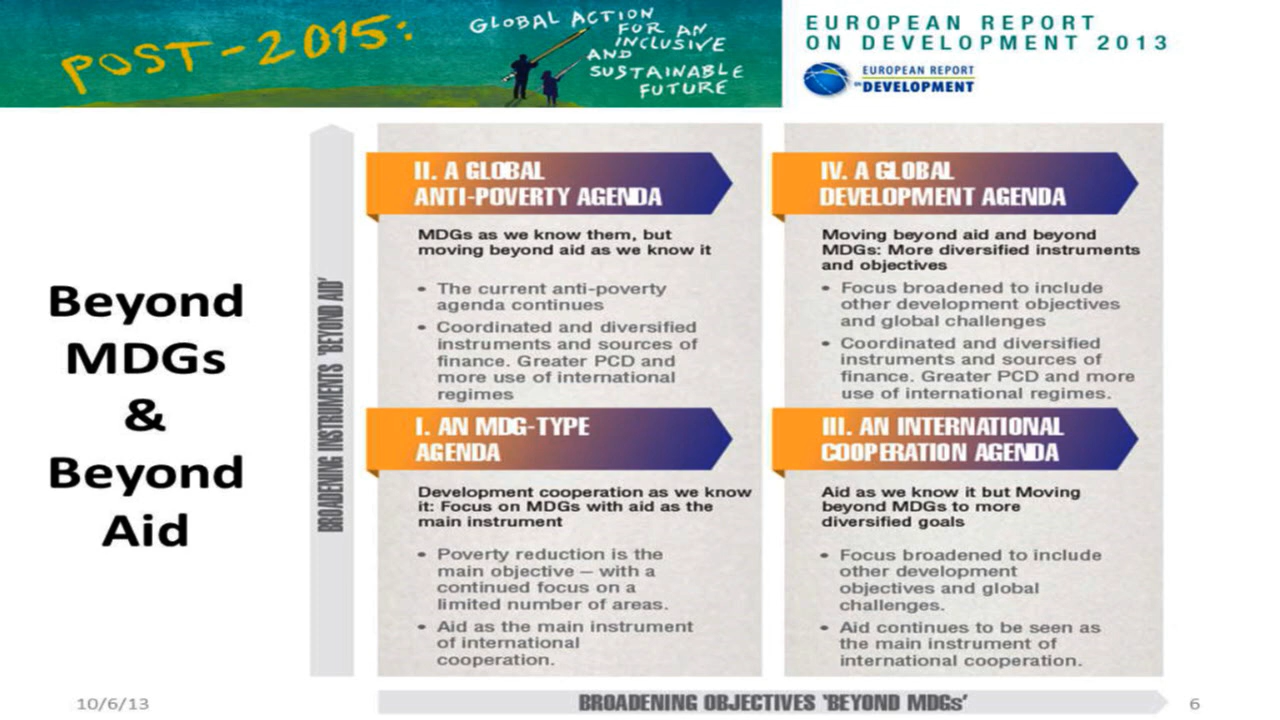 POST-2015:
GLOBAL ACTION
FOR AN
INCLUSIVE
AND
SUSTAINABLE
FUTURE
EUROPEAN REPORT
ON DEVELOPMENT 2013
EUROPEAN REPORT
ON DEVELOPMENT
Beyond
MDGs
&
Beyond
Aid
BROADENING INSTRUMENTS 'BEYOND AID'
II. A GLOBAL
ANTI-POVERTY AGENDA
MDGs as we know them, but
moving beyond aid as we know it
• The current anti-poverty
agenda continues
• Coordinated and diversified
instruments and sources of
finance. Greater PCD and
more use of international
regimes
IV. A GLOBAL
DEVELOPMENT AGENDA
Moving beyond aid and beyond
MDGs: More diversified instruments
and objectives
• Focus broadened to include
other development objectives
and global challenges
• Coordinated and diversified
instruments and sources of
finance. Greater PCD and more
use of international regimes.
I. AN MDG-TYPE
AGENDA
Development cooperation as we know
it: Focus on MDGs with aid as the
main instrument
• Poverty reduction is the
main objective – with a
continued focus on a
limited number of areas.
• Aid as the main instrument
of international
cooperation.
III. AN INTERNATIONAL
COOPERATION AGENDA
Aid as we know it but Moving
beyond MDGs to more
diversified goals
• Focus broadened to include
other development
objectives and global
challenges.
• Aid continues to be seen as
the main instrument of
international cooperation.
BROADENING OBJECTIVES 'BEYOND MDGs'
10/6/13
6